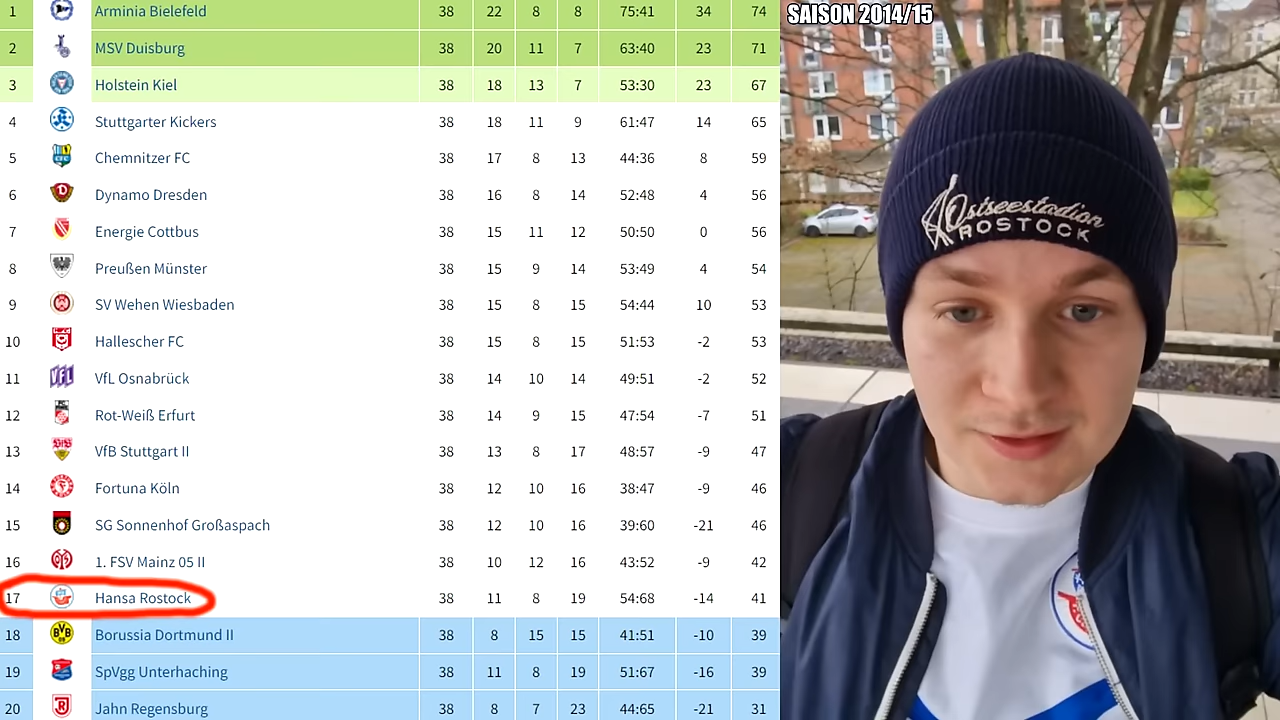 1 Arminia Bielefeld 38 22 8 8 75:41 34 74
2 MSV Duisburg 38 20 11 7 63:40 23 71
3 Holstein Kiel 38 18 13 7 53:30 23 67
4 Stuttgarter Kickers 38 18 11 9 61:47 14 65
5 Chemnitzer FC 38 17 8 13 44:36 8 59
6 Dynamo Dresden 38 16 8 14 52:48 4 56
7 Energie Cottbus 38 15 11 12 50:50 0 56
8 Preußen Münster 38 15 9 14 53:49 4 54
9 SV Wehen Wiesbaden 38 15 8 15 54:44 10 53
10 Hallescher FC 38 15 8 15 51:53 -2 53
11 VfL Osnabrück 38 14 10 14 49:51 -2 52
12 Rot-Weiß Erfurt 38 14 9 15 47:54 -7 51
13 VfB Stuttgart II 38 13 8 17 48:57 -9 47
14 Fortuna Köln 38 12 10 16 38:47 -9 46
15 SG Sonnenhof Großaspach 38 12 10 16 39:60 -21 46
16 1. FSV Mainz 05 II 38 10 12 16 43:52 -9 42
17 Hansa Rostock 38 11 8 19 54:68 -14 41
18 Borussia Dortmund II 38 8 15 15 41:51 -10 39
19 SpVgg Unterhaching 38 11 8 19 51:67 -16 39
20 Jahn Regensburg 38 8 7 23 44:65 -21 31
SAISON 2014/15
Ostseestadion
ROSTOCK